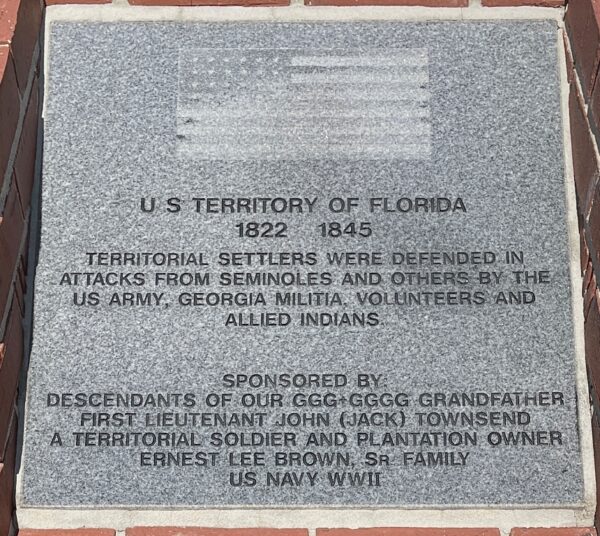 U S TERRITORY OF FLORIDA
1822 1845
TERRITORIAL SETTLERS WERE DEFENDED IN
ATTACKS FROM SEMINOLES AND OTHERS BY THE
US ARMY, GEORGIA MILITIA, VOLUNTEERS AND
ALLIED INDIANS.
SPONSORED BY:
DESCENDANTS OF OUR GGG+GGGG GRANDFATHER
FIRST LIEUTENANT JOHN (JACK) TOWNSEND
A TERRITORIAL SOLDIER AND PLANTATION OWNER
ERNEST LEE BROWN, Sr FAMILY
US NAVY WWII